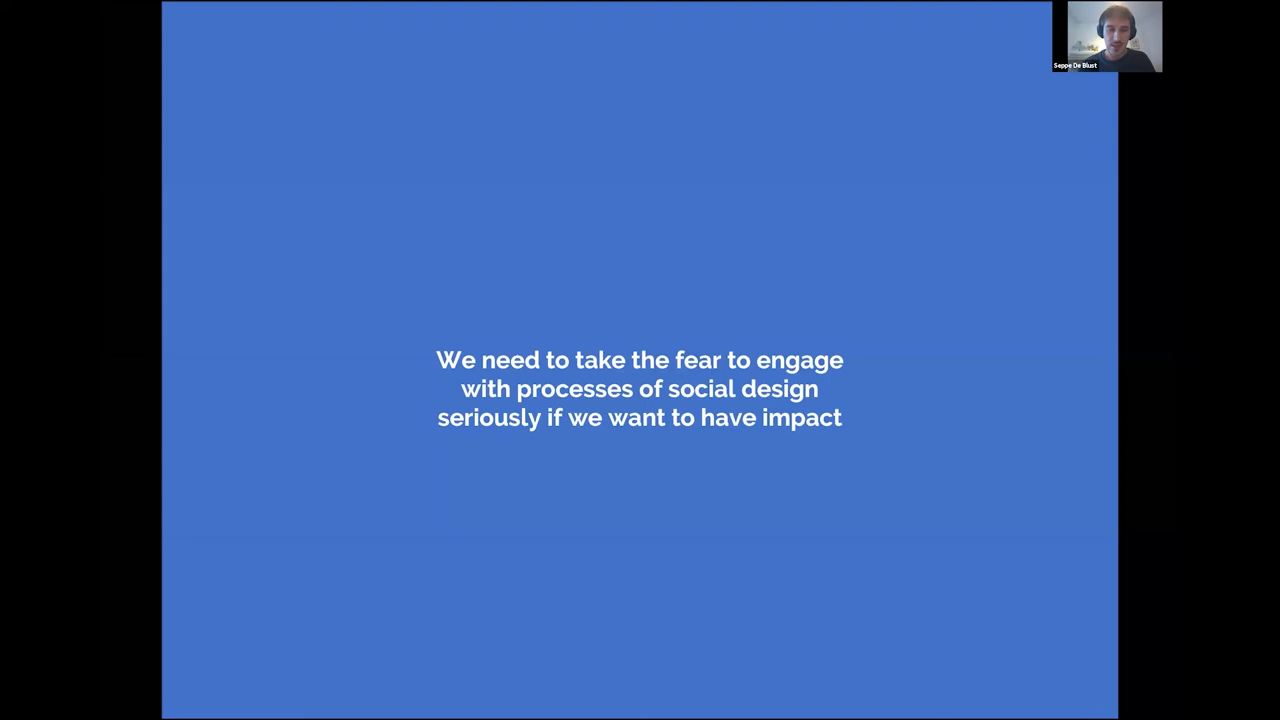 Seppe De Blust
We need to take the fear to engage
with processes of social design
seriously if we want to have impact